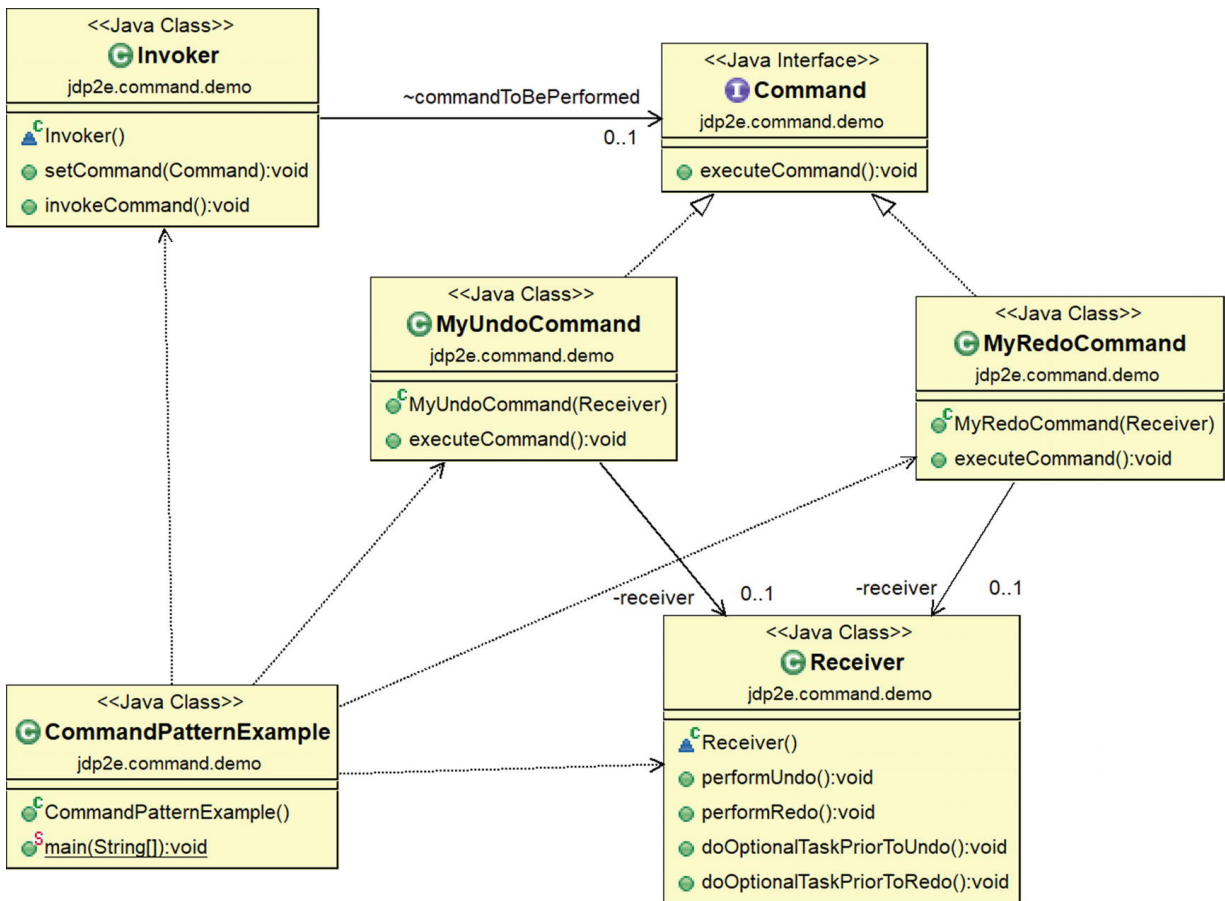 <<Java Class>>
Invoker
jdp2e.command.demo
Invoker()
setCommand(Command):void
invokeCommand():void
~commandToBePerformed
0..1
<<Java Interface>>
Command
jdp2e.command.demo
executeCommand():void
<<Java Class>>
MyUndoCommand
jdp2e.command.demo
MyUndoCommand(Receiver)
executeCommand():void
<<Java Class>>
MyRedoCommand
jdp2e.command.demo
MyRedoCommand(Receiver)
executeCommand():void
-receiver
0..1
-receiver
0..1
<<Java Class>>
CommandPatternExample
jdp2e.command.demo
CommandPatternExample()
main(String[]):void
<<Java Class>>
Receiver
jdp2e.command.demo
Receiver()
performUndo():void
performRedo():void
doOptionalTaskPriorToUndo():void
doOptionalTaskPriorToRedo():void